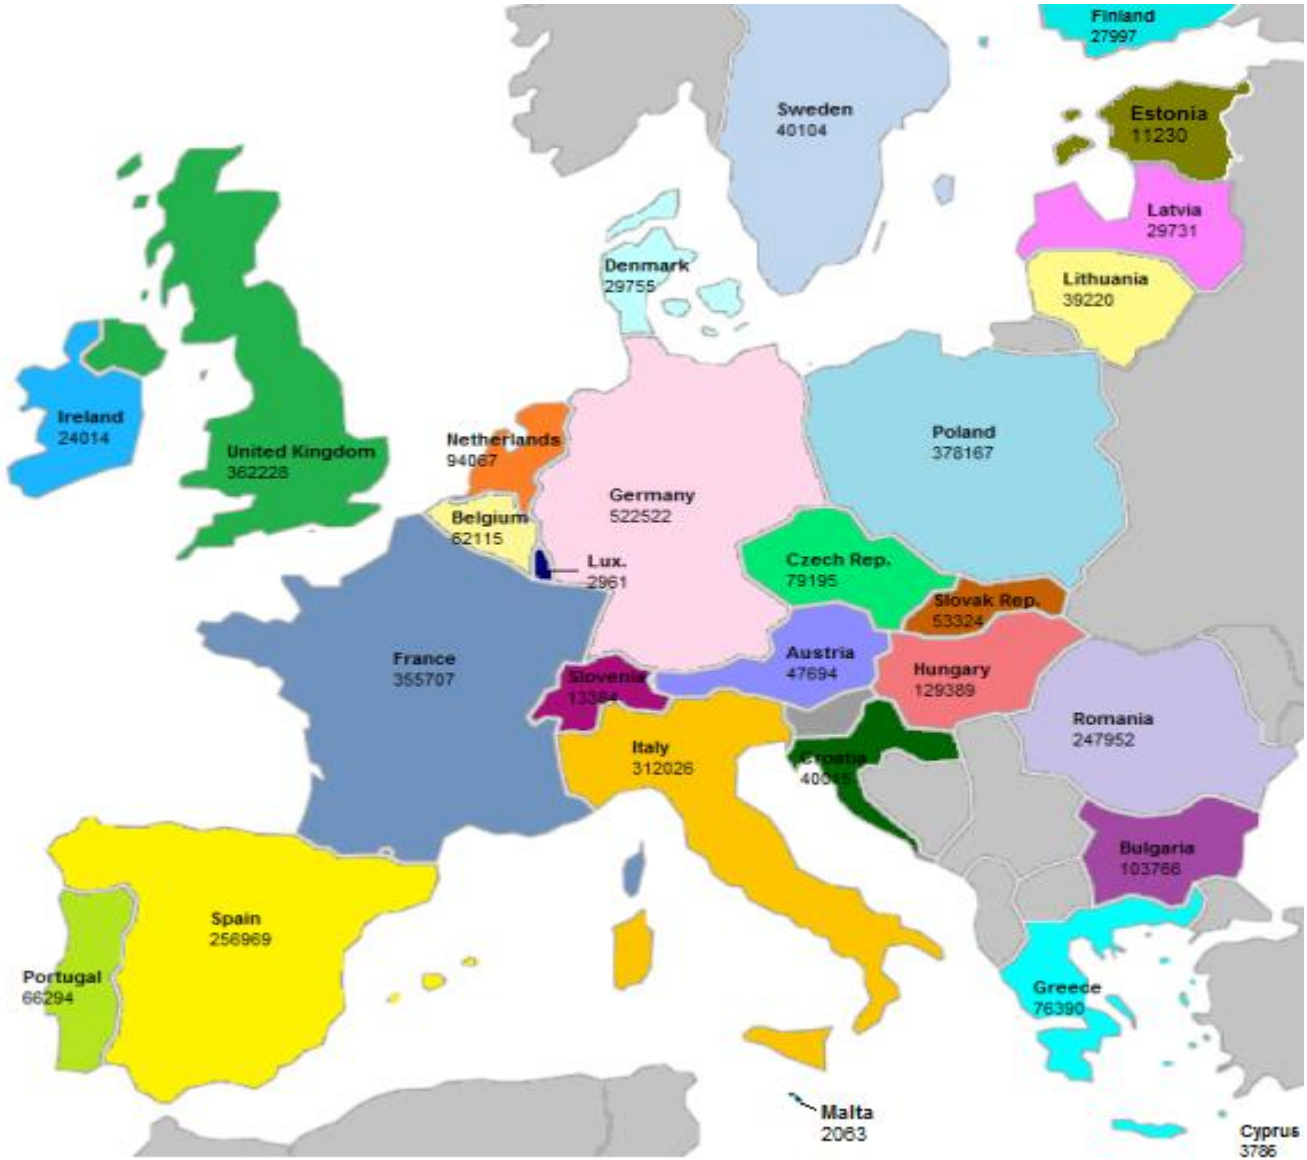 Finland
27997
Sweden
40104
Estonia
11230
Latvia
29731
Denmark
29755
Lithuania
39220
Ireland
24014
United Kingdom
362228
Netherlands
94067
Poland
378167
Germany
522522
Belgium
62115
Lux.
2961
Czech Rep.
79195
Slovak Rep.
53324
France
355707
Slovenia
13384
Austria
47694
Hungary
129389
Romania
247952
Italy
312026
Croatia
Bulgaria
103766
Spain
256969
Portugal
66294
Greece
76390
Malta
2063
Cyprus
3786